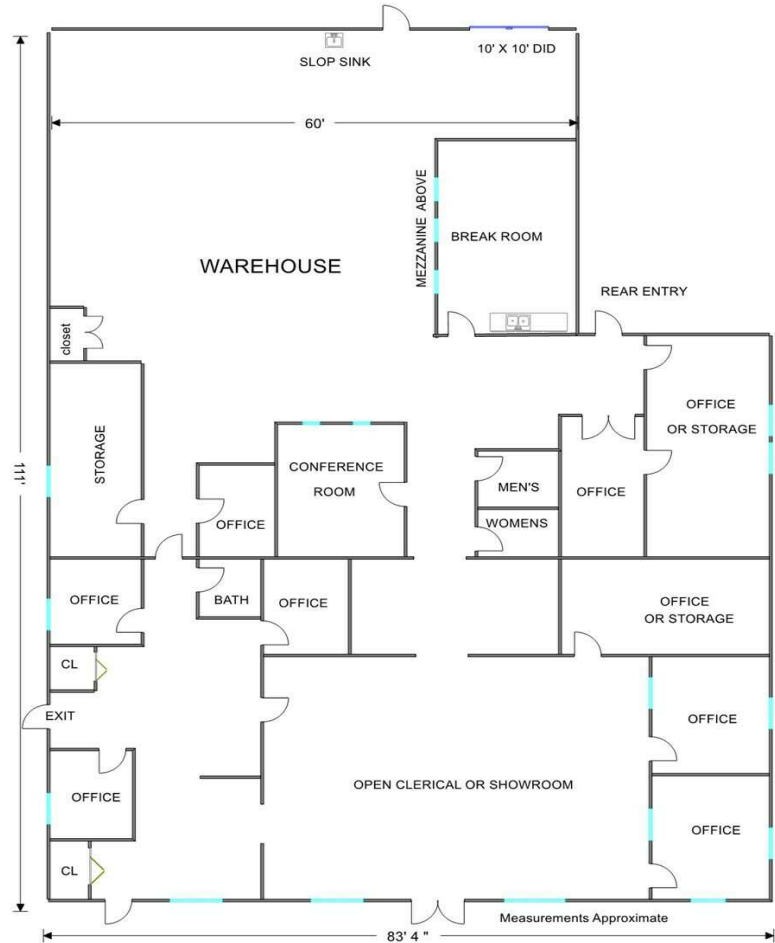 10' X 10' DID
SLOP SINK
60'
MEZZANINE ABOVE
BREAK ROOM
WAREHOUSE
REAR ENTRY
closet
OFFICE
OR STORAGE
STORAGE
CONFERENCE
ROOM
111'
MEN'S
OFFICE
OFFICE
WOMENS
OFFICE
BATH
OFFICE
OFFICE
OR STORAGE
CL
EXIT
OFFICE
OPEN CLERICAL OR SHOWROOM
OFFICE
OFFICE
CL
Measurements Approximate
83' 4 "